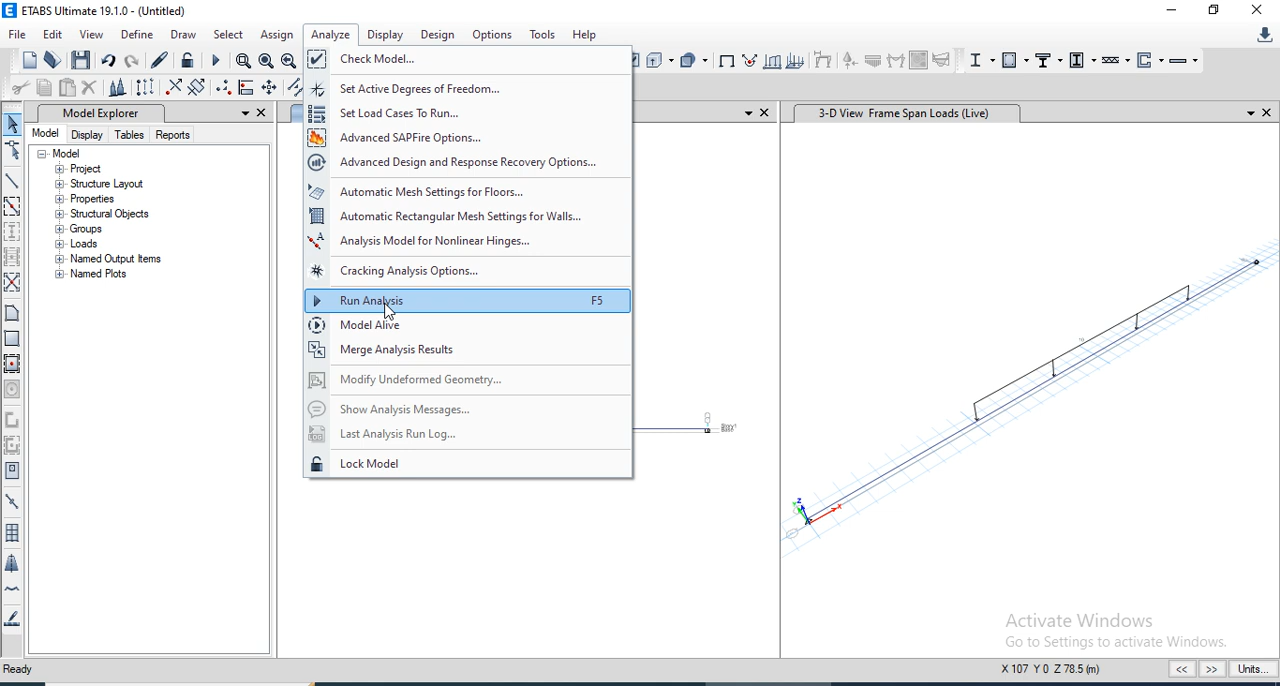 ETABS Ultimate 19.1.0 - (Untitled)
File Edit View Define Draw Select Assign Analyze Display Design Options Tools Help
Model Explorer
Model Display Tables Reports
Model
Project
Structure Layout
Properties
Structural Objects
Groups
Loads
Named Output Items
Named Plots
Check Model...
Set Active Degrees of Freedom...
Set Load Cases To Run...
Advanced SAPFire Options...
Advanced Design and Response Recovery Options...
Automatic Mesh Settings for Floors...
Automatic Rectangular Mesh Settings for Walls...
Analysis Model for Nonlinear Hinges...
Cracking Analysis Options...
Run Analysis F5
Model Alive
Merge Analysis Results
Modify Undeformed Geometry...
Show Analysis Messages...
Last Analysis Run Log...
Lock Model
3-D View Frame Span Loads (Live)
Z
X
Activate Windows
Go to Settings to activate Windows.
Ready
X 107 Y 0 Z 78.5 (m)
<< >> Units...